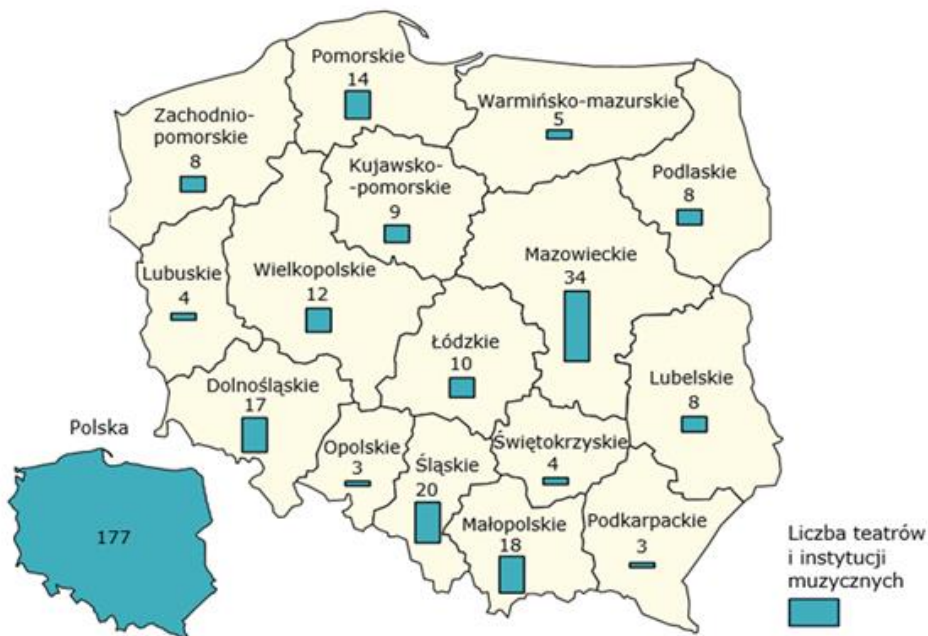 Pomorskie
14
Warmińsko-mazurskie
5
Zachodnio-
pomorskie
8
Kujawsko-
-pomorskie
9
Podlaskie
8
Mazowieckie
34
Lubuskie
4
Wielkopolskie
12
Łódzkie
10
Lubelskie
8
Dolnośląskie
17
Polska
177
Opolskie
3
Śląskie
20
Świętokrzyskie
4
Małopolskie
18
Podkarpackie
3
Liczba teatrów
i instytucji
muzycznych